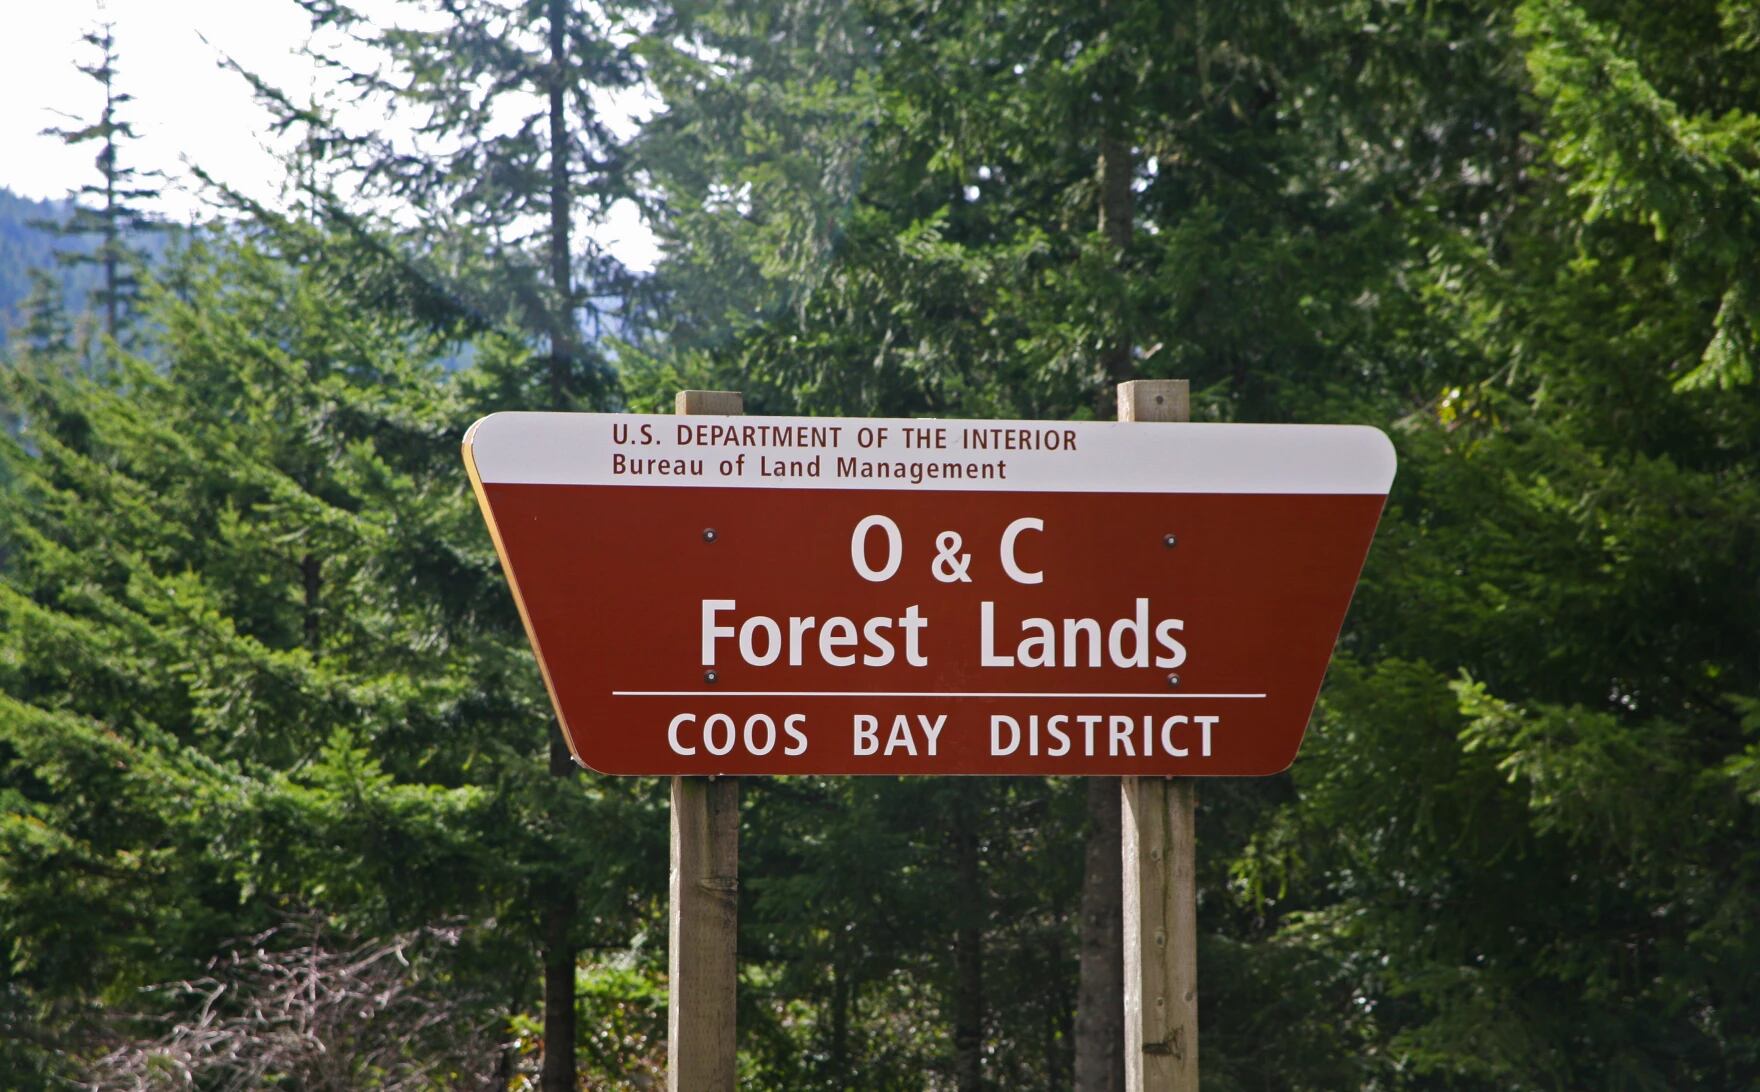 U.S. DEPARTMENT OF THE INTERIOR
Bureau of Land Management
O & C
Forest Lands
COOS BAY DISTRICT